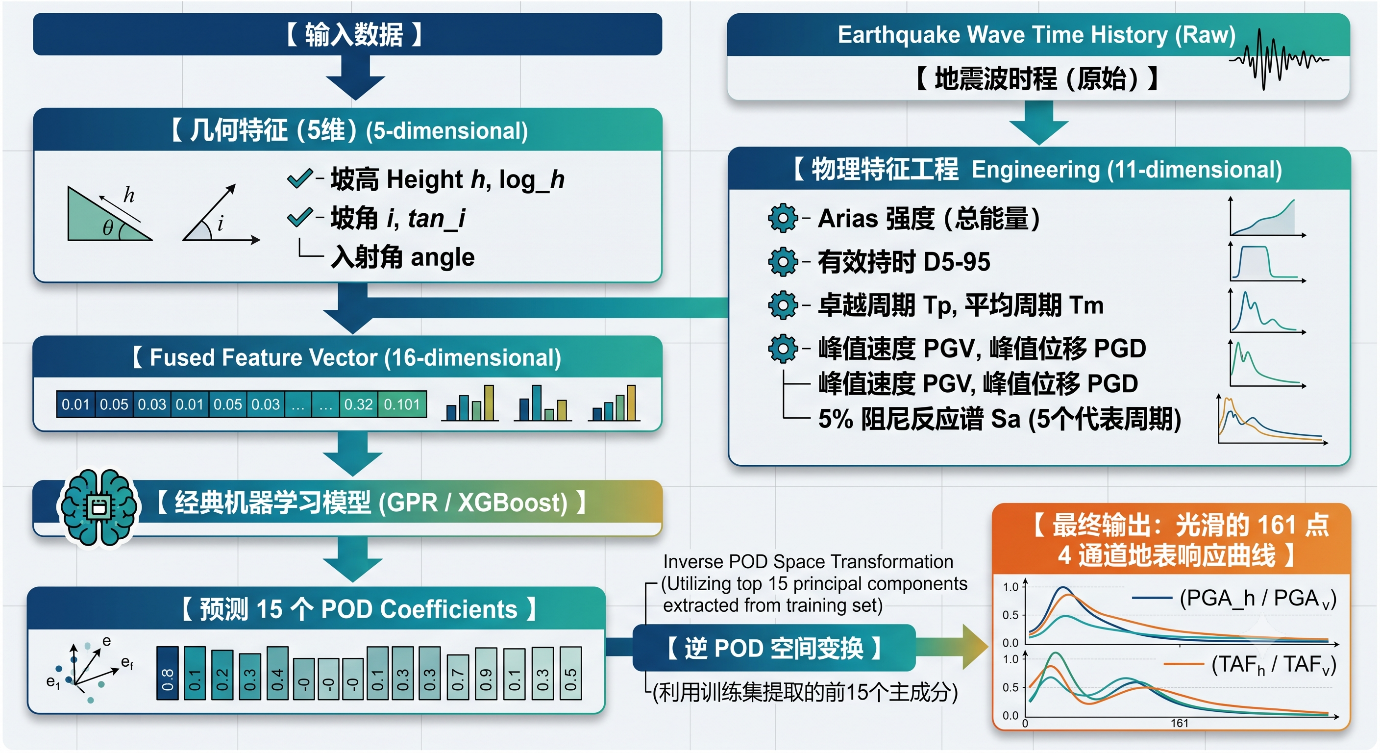 【 输入数据 】
【 几何特征（5维）(5-dimensional)
h
θ
i
坡高 Height h, log_h
坡角 i, tan_i
入射角 angle
【 Fused Feature Vector (16-dimensional)
0.01 0.05 0.03 0.01 0.05 0.03 ... ... 0.32 0.101
【 经典机器学习模型 (GPR / XGBoost) 】
【 预测 15 个 POD Coefficients 】
e
e₁
e_f
0.8 0.1 0.2 0.3 0.4 -0 -0 -0 0.1 0.3 0.3 0.7 0.9 0.1 0.3 0.5
Earthquake Wave Time History (Raw)
【 地震波时程（原始）】
【 物理特征工程 Engineering (11-dimensional)
Arias 强度（总能量）
有效持时 D5-95
卓越周期 Tp, 平均周期 Tm
峰值速度 PGV, 峰值位移 PGD
峰值速度 PGV, 峰值位移 PGD
5% 阻尼反应谱 Sa (5个代表周期)
Inverse POD Space Transformation
(Utilizing top 15 principal components
extracted from training set)
【 逆 POD 空间变换 】
(利用训练集提取的前15个主成分)
【 最终输出：光滑的 161 点
4 通道地表响应曲线 】
1.0
0.5
0.0
(PGA_h / PGAᵥ)
1.0
0.5
0.0
(TAFₕ / TAFᵥ)
0 161